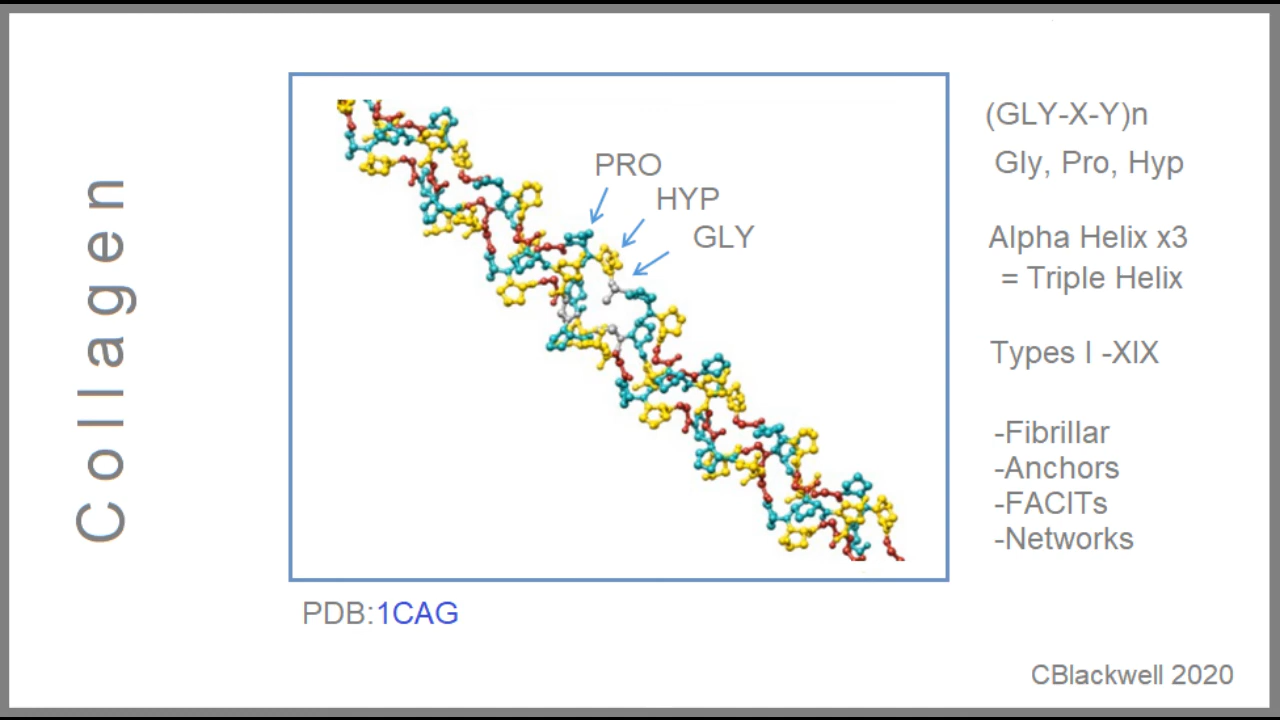 Collagen
PRO
HYP
GLY
PDB:1CAG
(GLY-X-Y)n
Gly, Pro, Hyp
Alpha Helix x3
= Triple Helix
Types I -XIX
-Fibrillar
-Anchors
-FACITs
-Networks
CBlackwell 2020